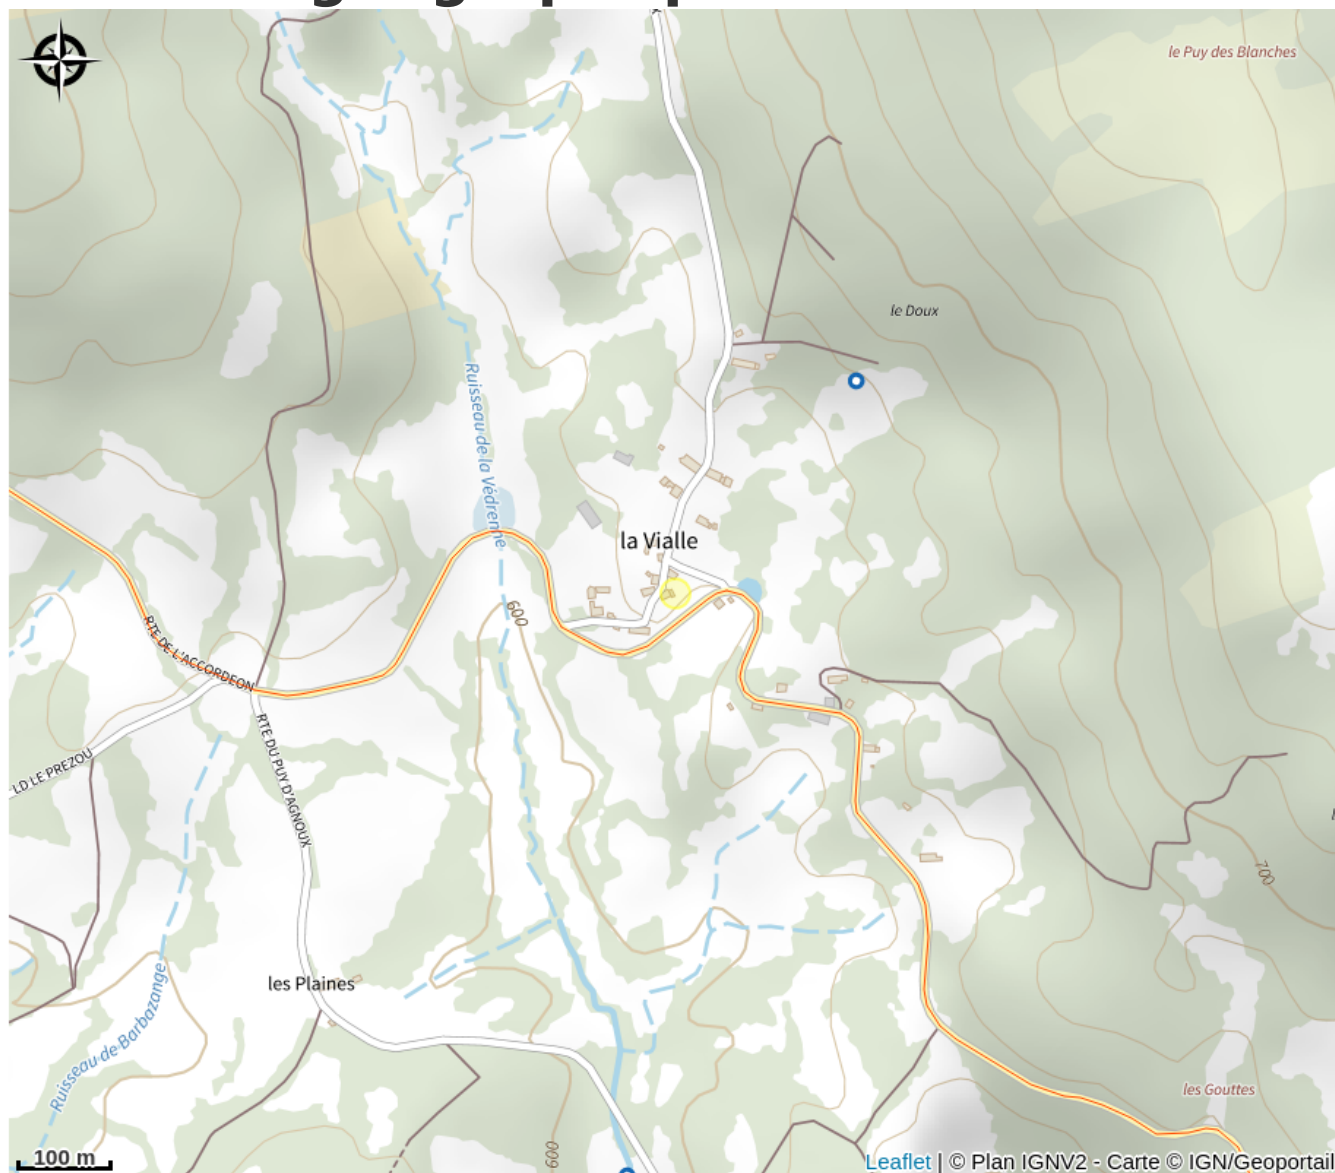 le Puy des Blanches
le Doux
Ruisseau de la Védrenne
la Vialle
600
RTE DE L'ACCORDEON
RTE DU PUY D'AGNOUX
LD LE PREZOU
700
les Plaines
Ruisseau de Barbazange
les Gouttes
600
100 m
Leaflet | © Plan IGNV2 - Carte © IGN/Geoportail